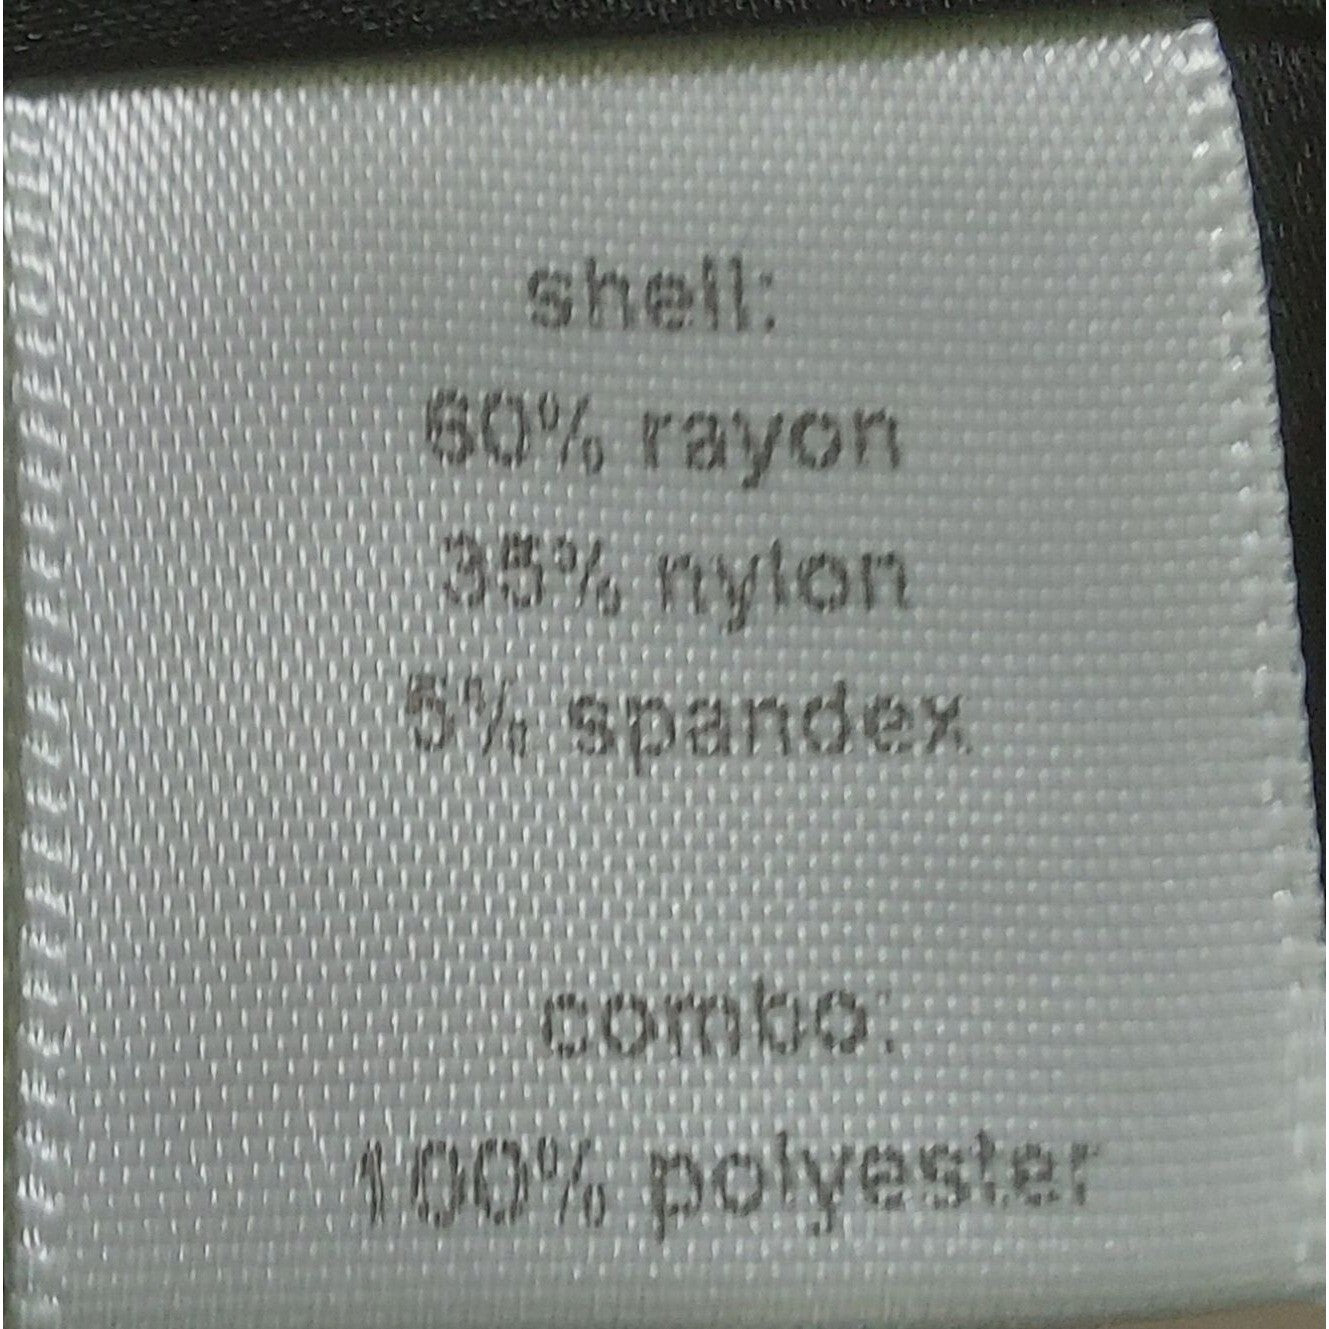 shell:
60% rayon
35% nylon
5% spandex
combo:
100% polyester